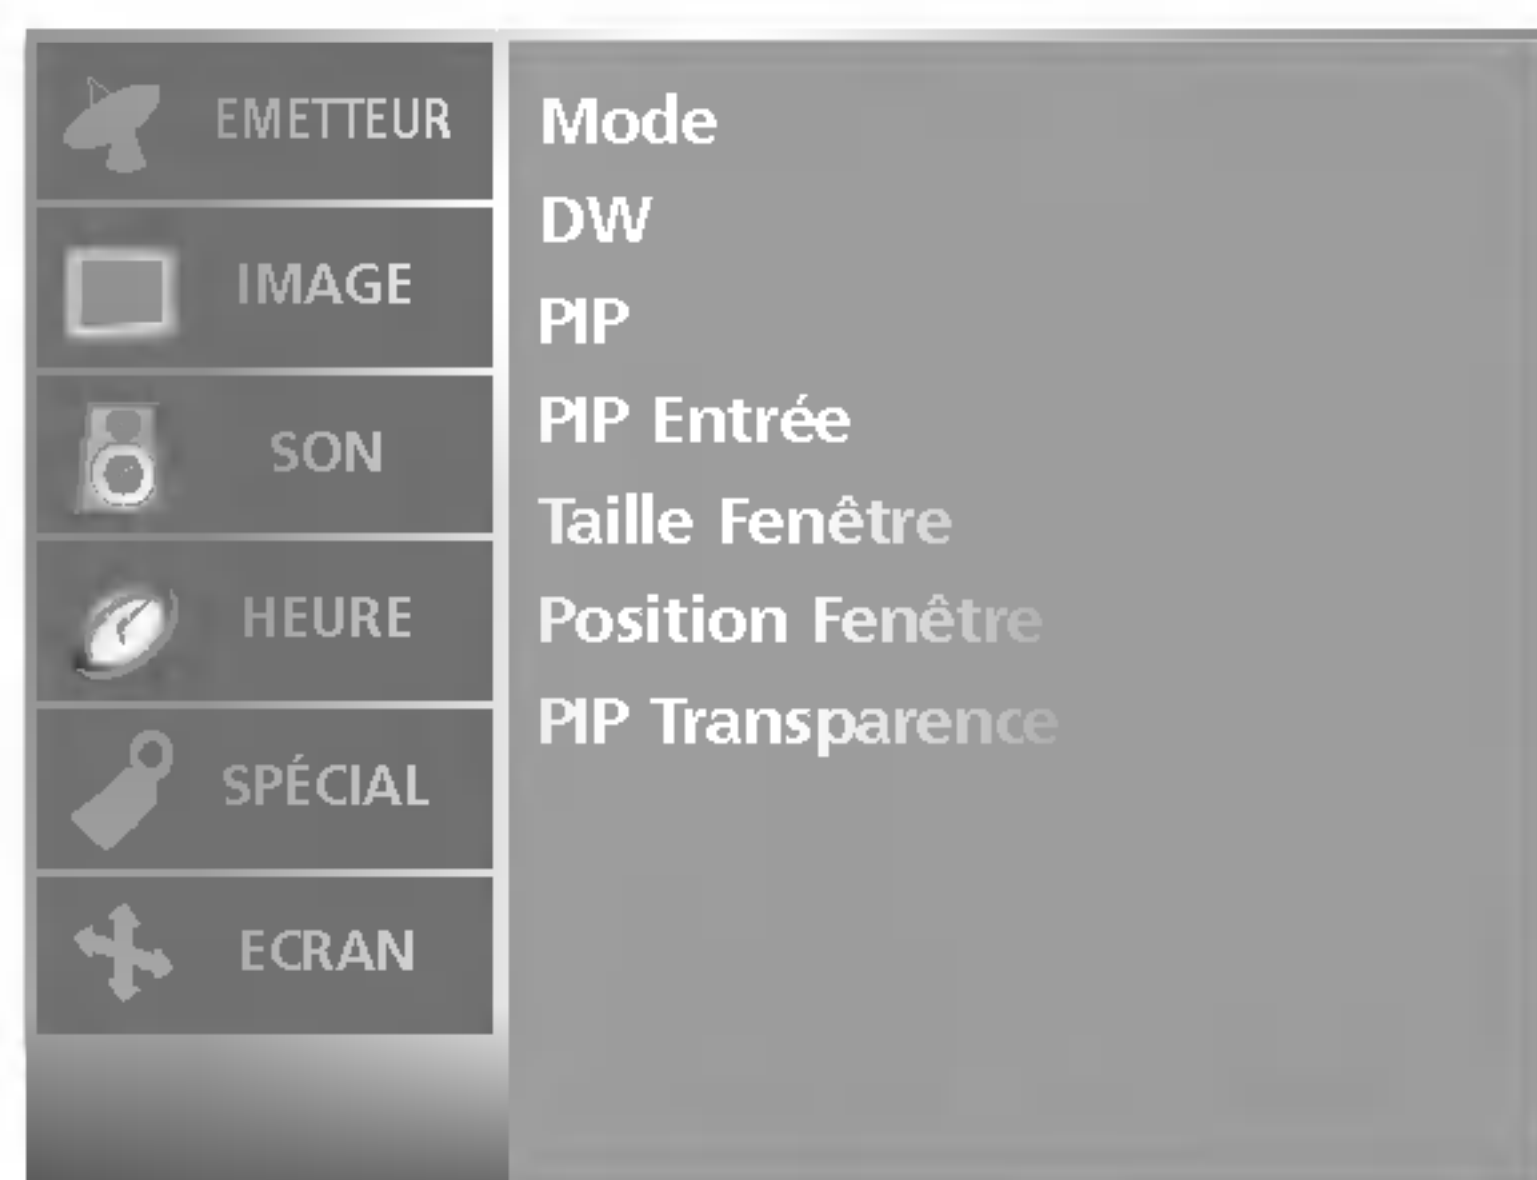 EMETTEUR
IMAGE
SON
HEURE
SPÉCIAL
ECRAN
Mode
DW
PIP
PIP Entrée
Taille Fenêtre
Position Fenêtre
PIP Transparence